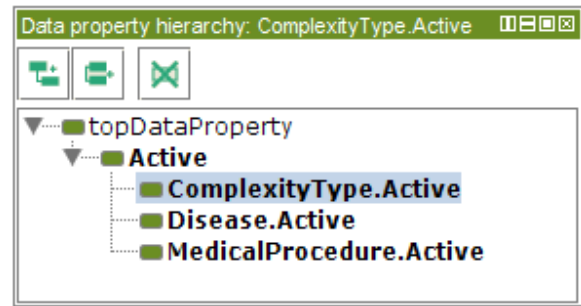 Data property hierarchy: ComplexityType.Active
topDataProperty
Active
ComplexityType.Active
Disease.Active
MedicalProcedure.Active